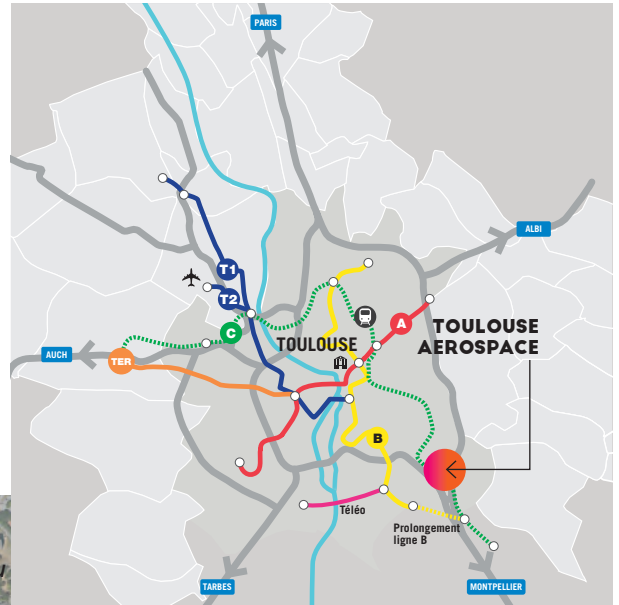 PARIS
ALBI
T1
T2
C
A
TOULOUSE
TOULOUSE
AEROSPACE
AUCH
TER
B
Téléo
Prolongement
ligne B
TARBES
MONTPELLIER